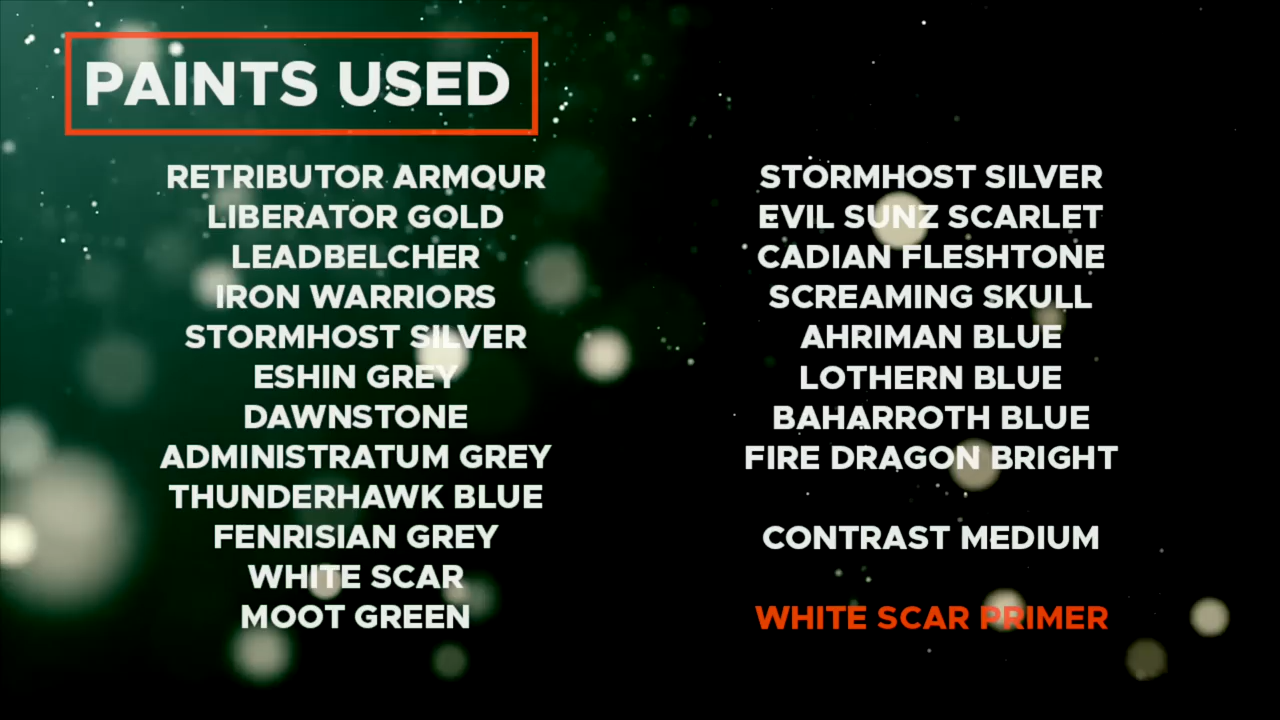 PAINTS USED
RETRIBUTOR ARMOUR
LIBERATOR GOLD
LEADBELCHER
IRON WARRIORS
STORMHOST SILVER
ESHIN GREY
DAWNSTONE
ADMINISTRATUM GREY
THUNDERHAWK BLUE
FENRISIAN GREY
WHITE SCAR
MOOT GREEN
STORMHOST SILVER
EVIL SUNZ SCARLET
CADIAN FLESHTONE
SCREAMING SKULL
AHRIMAN BLUE
LOTHERN BLUE
BAHARROTH BLUE
FIRE DRAGON BRIGHT
CONTRAST MEDIUM
WHITE SCAR PRIMER